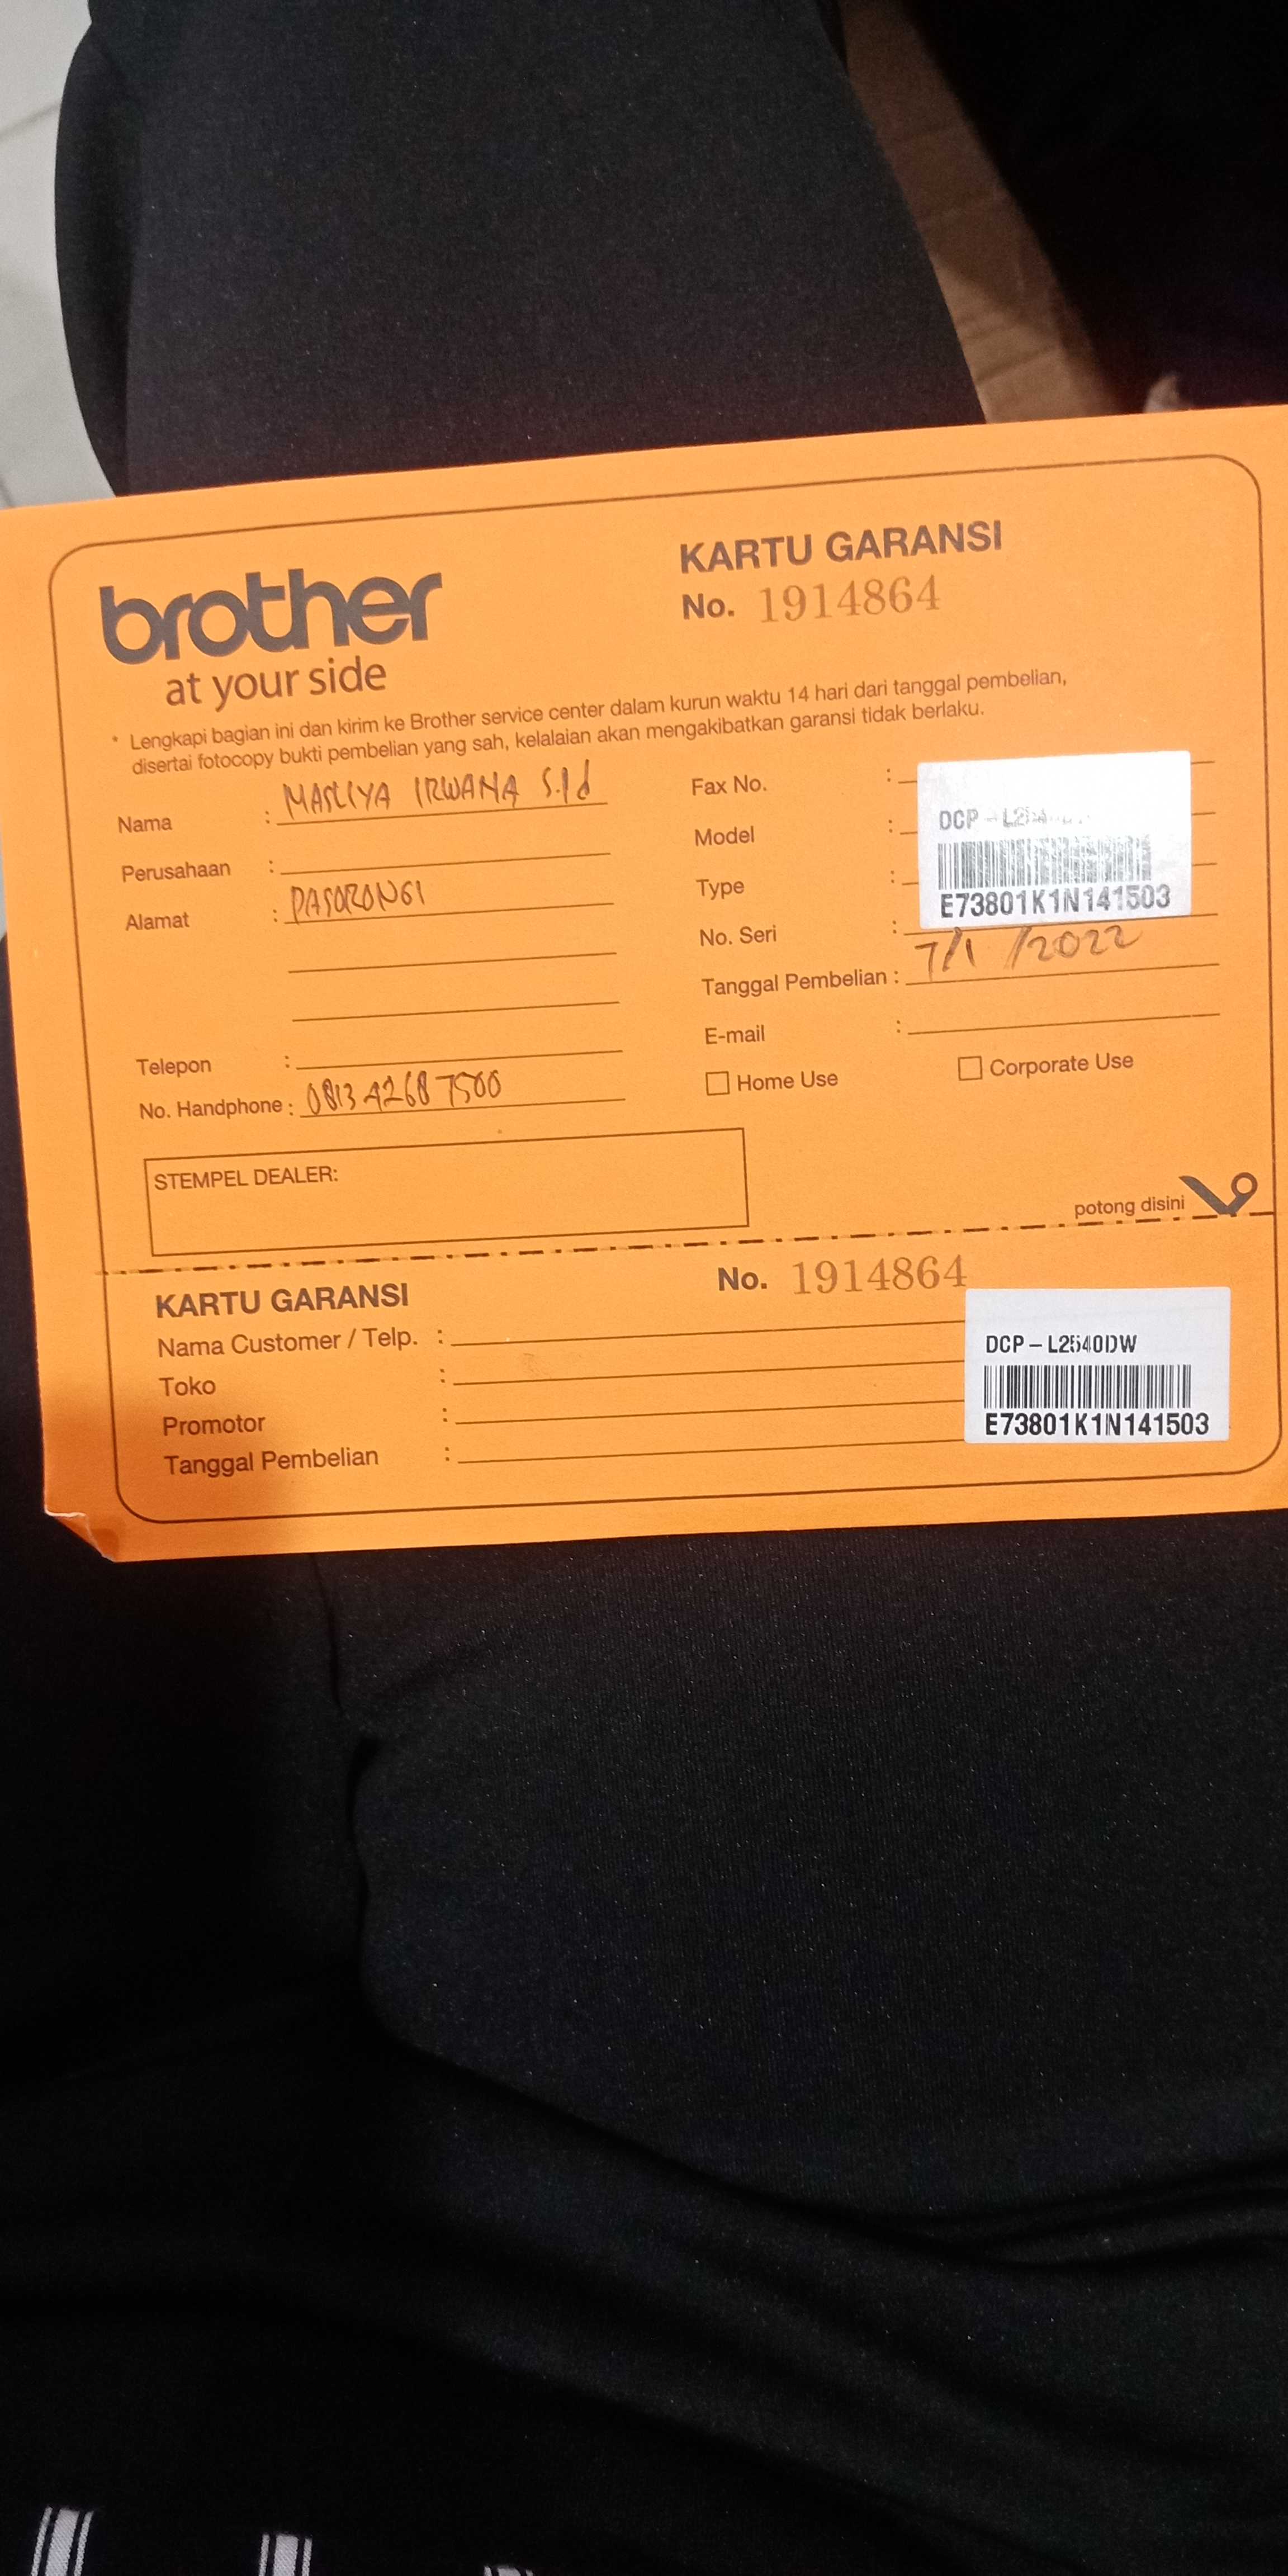 brother
at your side
KARTU GARANSI
No. 1914864
* Lengkapi bagian ini dan kirim ke Brother service center dalam kurun waktu 14 hari dari tanggal pembelian,
disertai fotocopy bukti pembelian yang sah, kelalaian akan mengakibatkan garansi tidak berlaku.
Nama : IRWANA S.Pd
Perusahaan :
Alamat :
Telepon :
No. Handphone : 0813 4268 7500
Fax No. :
Model :
Type :
No. Seri :
DCP
E73801K1N141503
Tanggal Pembelian : 7/1/2022
E-mail :
Home Use
Corporate Use
STEMPEL DEALER:
potong disini
KARTU GARANSI
No. 1914864
Nama Customer / Telp. :
Toko :
Promotor :
Tanggal Pembelian :
DCP-L2540DW
E73801K1N141503